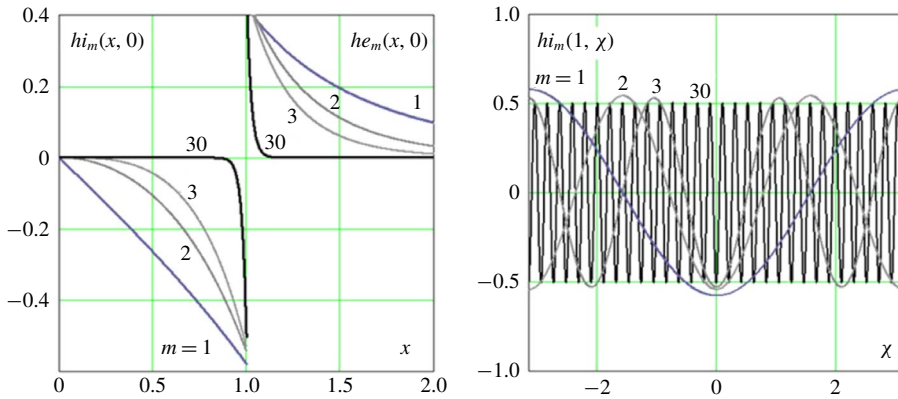 0.4
hi_m(x, 0) he_m(x, 0)
0.2
1
2
3
30 30
0
3
−0.2
2
−0.4
m = 1 x
0 0.5 1.0 1.5 2.0
1.0
hi_m(1, χ)
m = 1 2 3 30
0.5
0
−0.5
χ
−1.0
−2 0 2